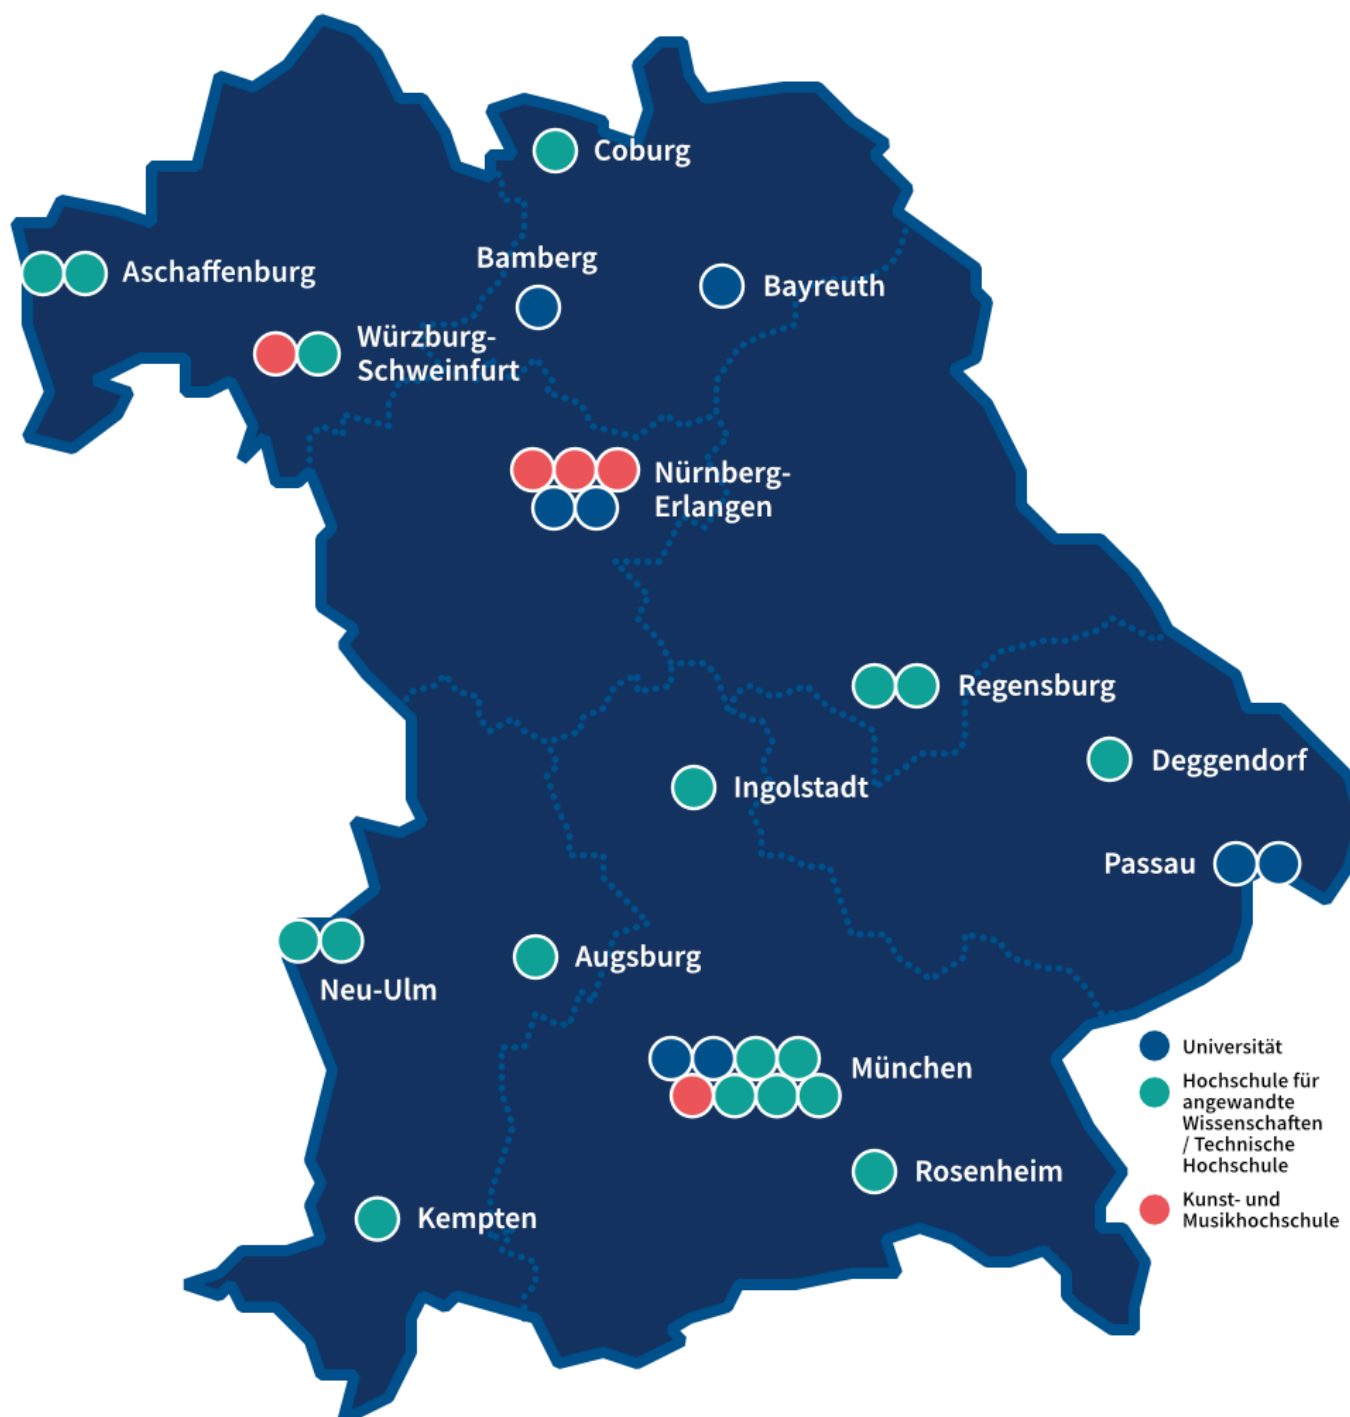 Coburg
Bamberg
Aschaffenburg
Bayreuth
Würzburg-
Schweinfurt
Nürnberg-
Erlangen
Regensburg
Deggendorf
Ingolstadt
Passau
Augsburg
Neu-Ulm
München
Rosenheim
Kempten
Universität
Hochschule für
angewandte
Wissenschaften
/ Technische
Hochschule
Kunst- und
Musikhochschule